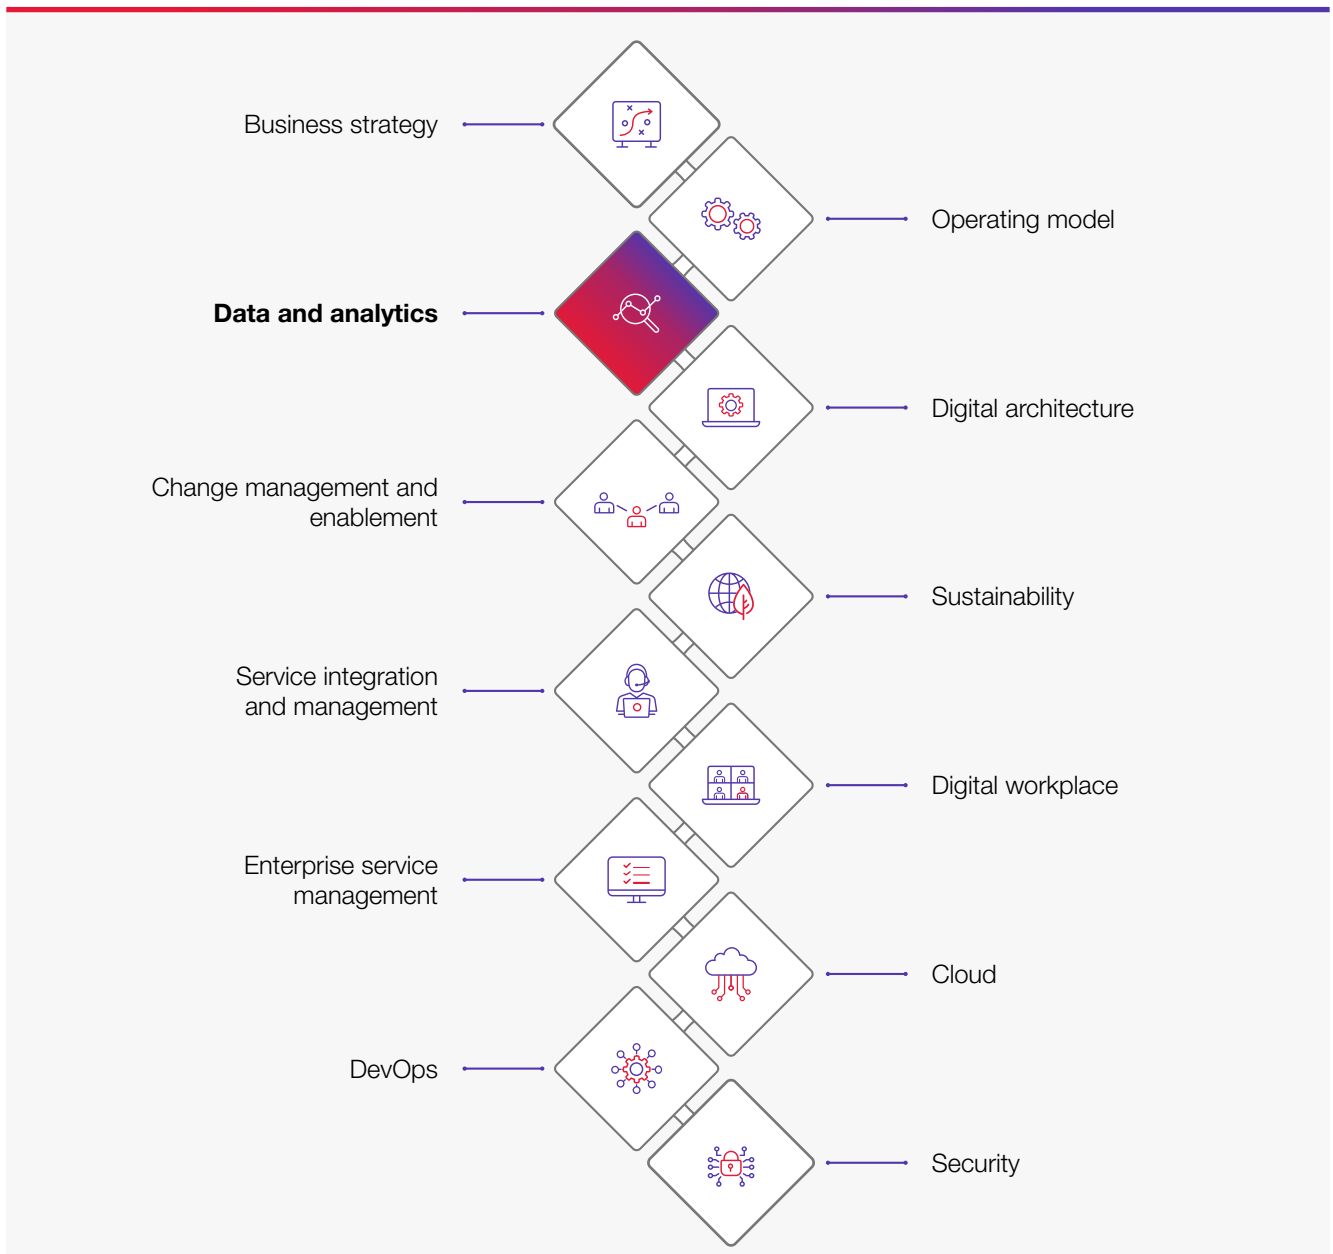 Business strategy
Operating model
Data and analytics
Digital architecture
Change management and
enablement
Sustainability
Service integration
and management
Digital workplace
Enterprise service
management
Cloud
DevOps
Security